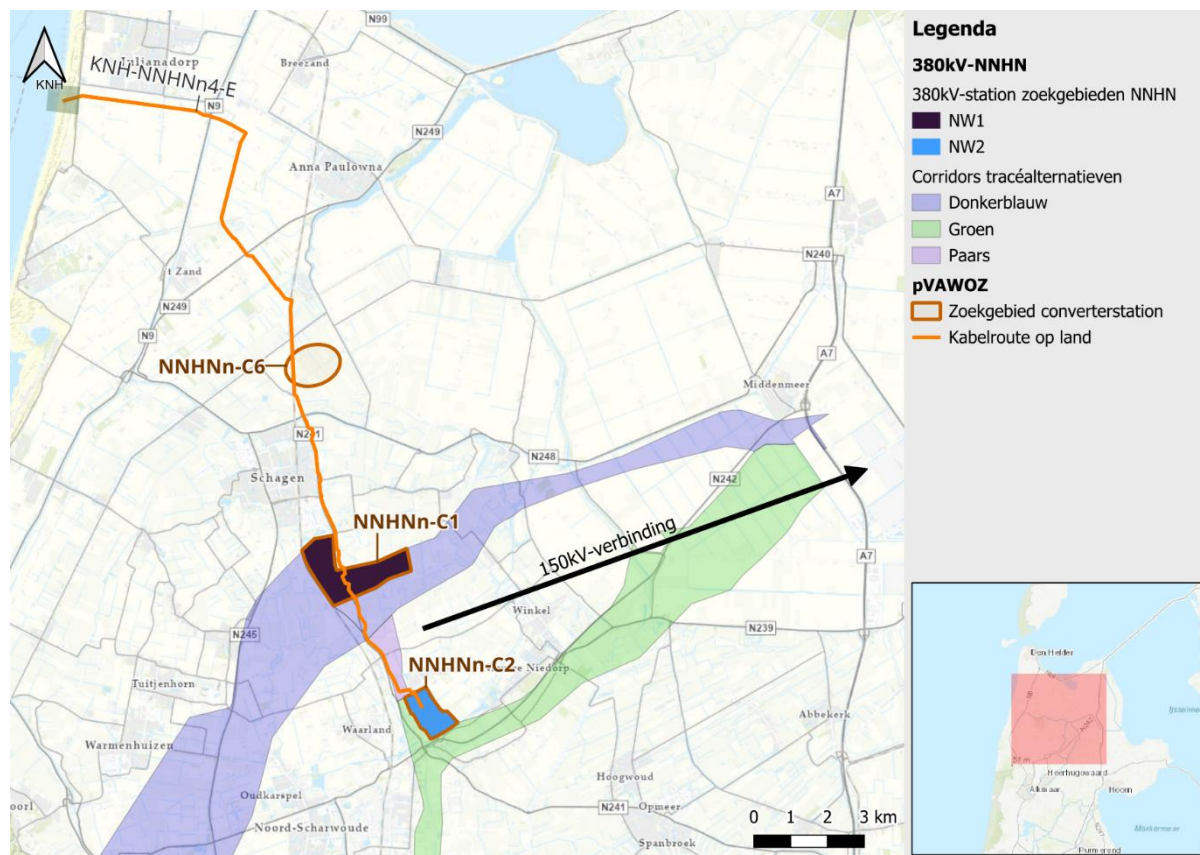 N99
Julianadorp
Breezand
KNH
KNH-NNHNn4-E
N9
N249
Anna Paulowna
A7
N240
t Zand
N249
N9
A7
NNHNn-C6
Middenmeer
N241
N248
Schagen
N242
NNHNn-C1
150kV-verbinding
A7
Winkel
N245
N239
NNHNn-C2
Niedorp
Tuitjenhorn
Waarland
Abbekerk
Warmenhuizen
Hoogwoud
Oudkarspel
N241
Opmeer
Noord-Scharwoude
Spanbroek
0 1 2 3 km
Legenda
380kV-NNHN
380kV-station zoekgebieden NNHN
NW1
NW2
Corridors tracéalternatieven
Donkerblauw
Groen
Paars
pVAWOZ
Zoekgebied converterstation
Kabelroute op land
Den Helder
Heerhugowaard
Alkmaar
Hoorn
Markermeer
Purmerend